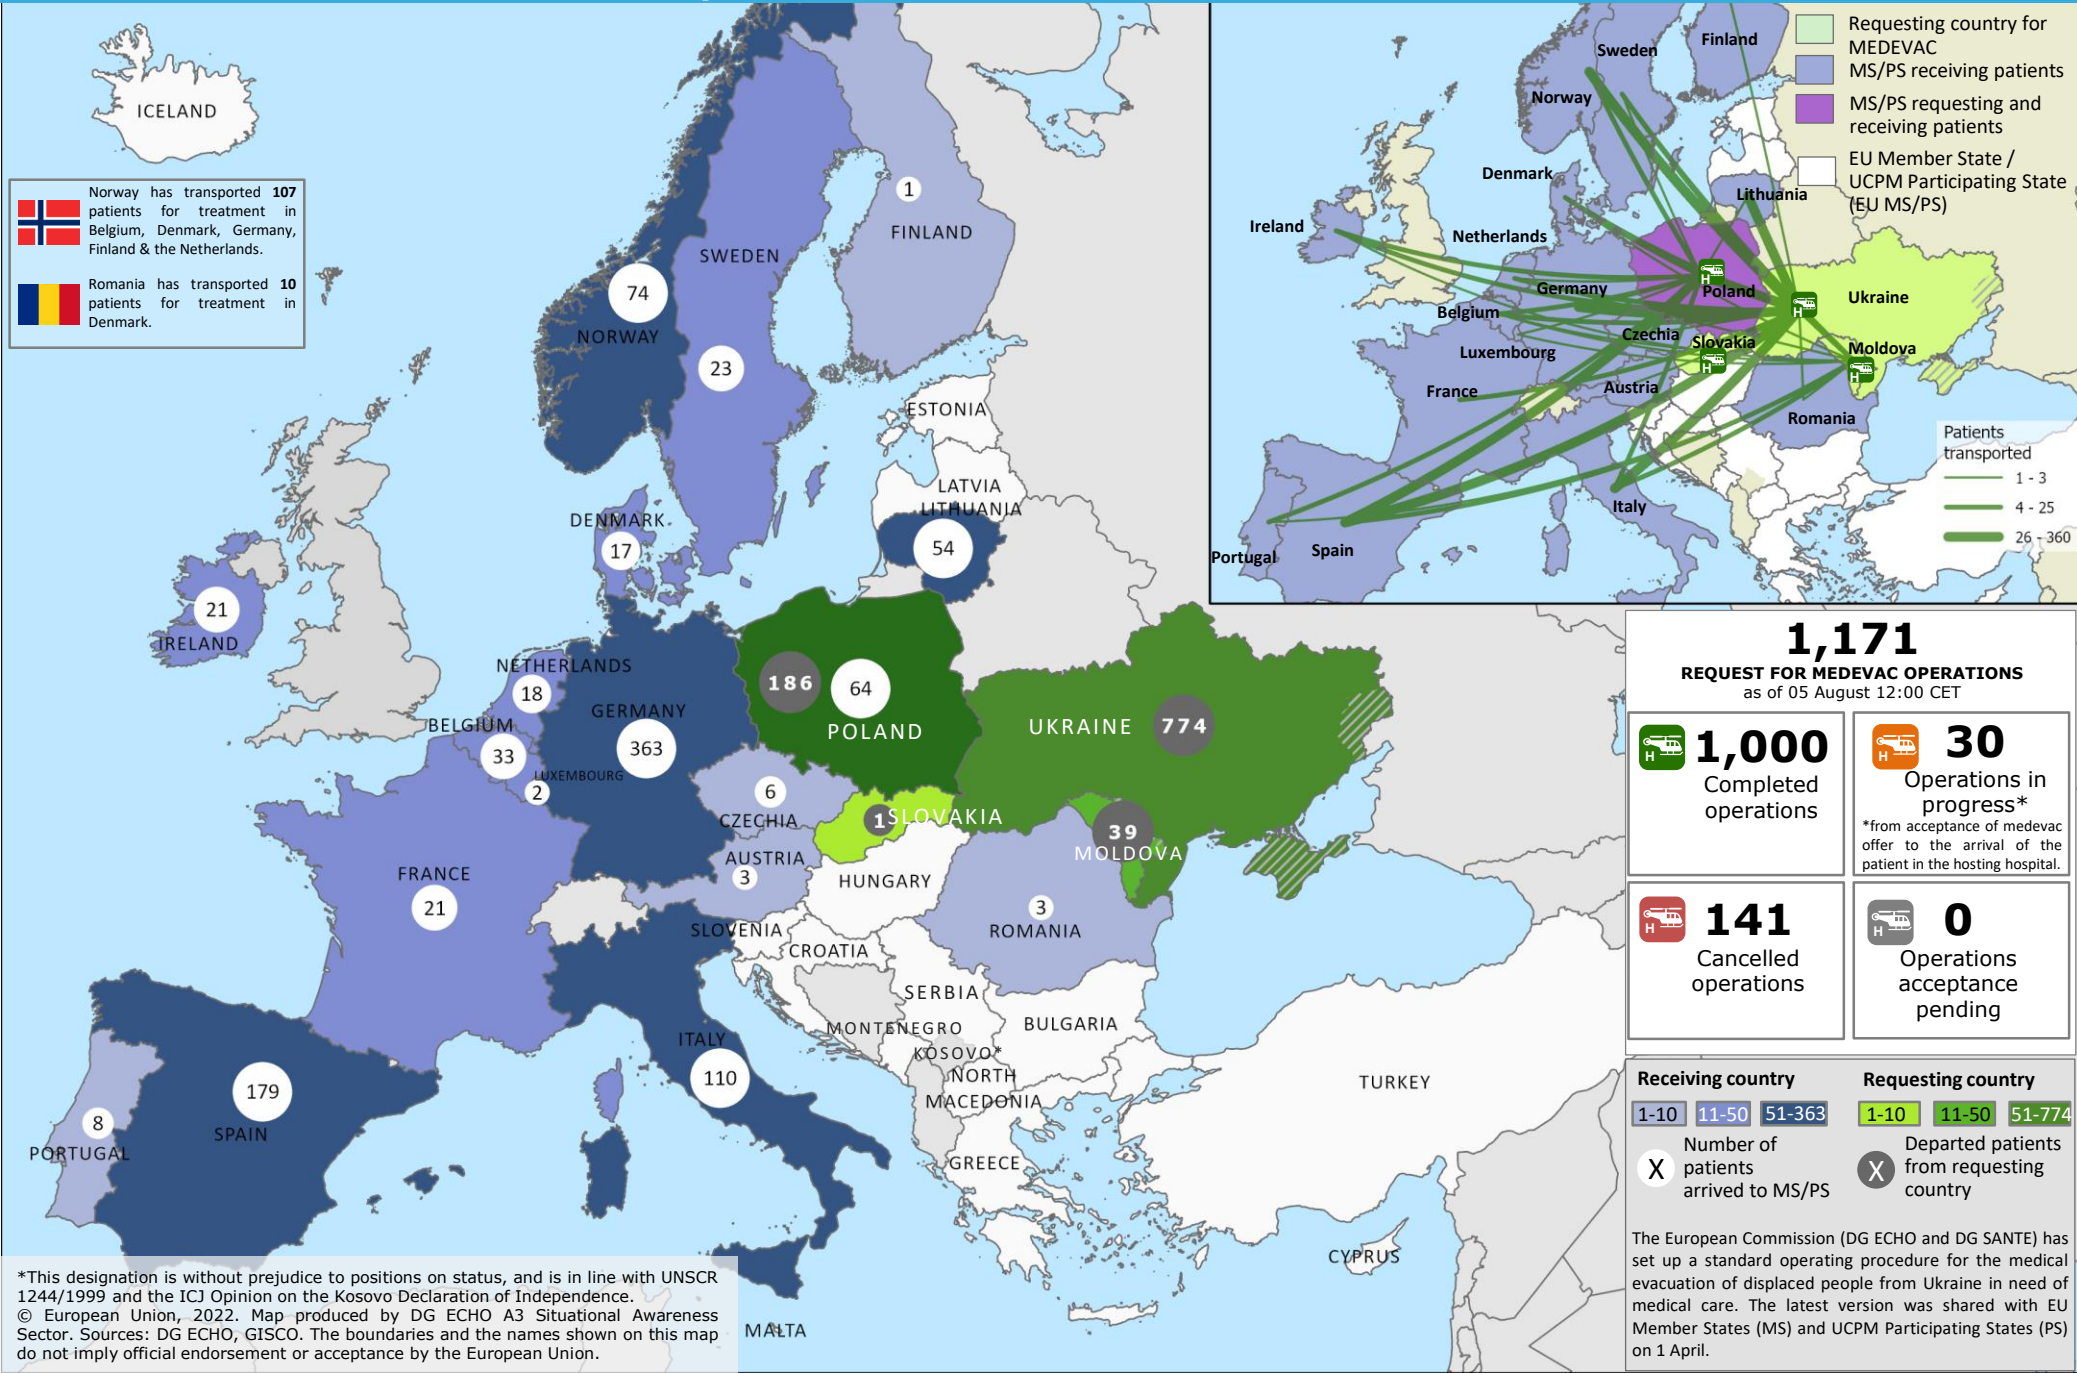 ICELAND
Norway has transported 107
patients for treatment in
Belgium, Denmark, Germany,
Finland & the Netherlands.
Romania has transported 10
patients for treatment in
Denmark.
1
FINLAND
SWEDEN
74
NORWAY
23
ESTONIA
LATVIA
LITHUANIA
54
DENMARK
17
21
IRELAND
NETHERLANDS
18
BELGIUM
33
LUXEMBOURG
2
GERMANY
363
186
64
POLAND
UKRAINE
774
6
CZECHIA
1
SLOVAKIA
39
MOLDOVA
AUSTRIA
3
HUNGARY
FRANCE
21
3
ROMANIA
SLOVENIA
CROATIA
SERBIA
MONTENEGRO
BULGARIA
KOSOVO*
NORTH
MACEDONIA
ITALY
110
179
SPAIN
8
PORTUGAL
GREECE
TURKEY
CYPRUS
MALTA
Sweden
Finland
Norway
Denmark
Lithuania
Ireland
Netherlands
Germany
Poland
Ukraine
Belgium
Czechia
Slovakia
Moldova
Luxembourg
France
Austria
Romania
Italy
Portugal
Spain
H
H
H
H
Requesting country for
MEDEVAC
MS/PS receiving patients
MS/PS requesting and
receiving patients
EU Member State /
UCPM Participating State
(EU MS/PS)
Patients
transported
1 - 3
4 - 25
26 - 360
1,171
REQUEST FOR MEDEVAC OPERATIONS
as of 05 August 12:00 CET
H
1,000
Completed
operations
H
30
Operations in
progress*
*from acceptance of medevac
offer to the arrival of the
patient in the hosting hospital.
H
141
Cancelled
operations
H
0
Operations
acceptance
pending
Receiving country
1-10 11-50 51-363
X
Number of
patients
arrived to MS/PS
Requesting country
1-10 11-50 51-774
X
Departed patients
from requesting
country
The European Commission (DG ECHO and DG SANTE) has
set up a standard operating procedure for the medical
evacuation of displaced people from Ukraine in need of
medical care. The latest version was shared with EU
Member States (MS) and UCPM Participating States (PS)
on 1 April.
*This designation is without prejudice to positions on status, and is in line with UNSCR
1244/1999 and the ICJ Opinion on the Kosovo Declaration of Independence.
© European Union, 2022. Map produced by DG ECHO A3 Situational Awareness
Sector. Sources: DG ECHO, GISCO. The boundaries and the names shown on this map
do not imply official endorsement or acceptance by the European Union.